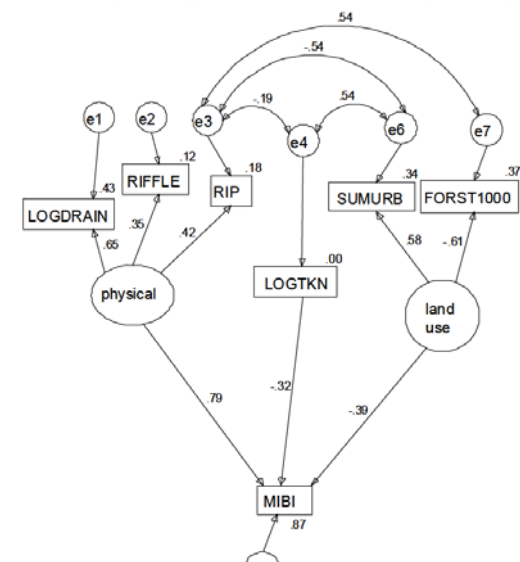 .54
-.54
-.19
.54
e1
e2
e3
e4
e6
e7
.43
.12
.18
.34
.37
LOGDRAIN
RIFFLE
RIP
SUMURB
FORST1000
.65
.35
.42
.00
.58
-.61
LOGTKN
physical
land
use
.79
-.32
-.39
MIBI
.87